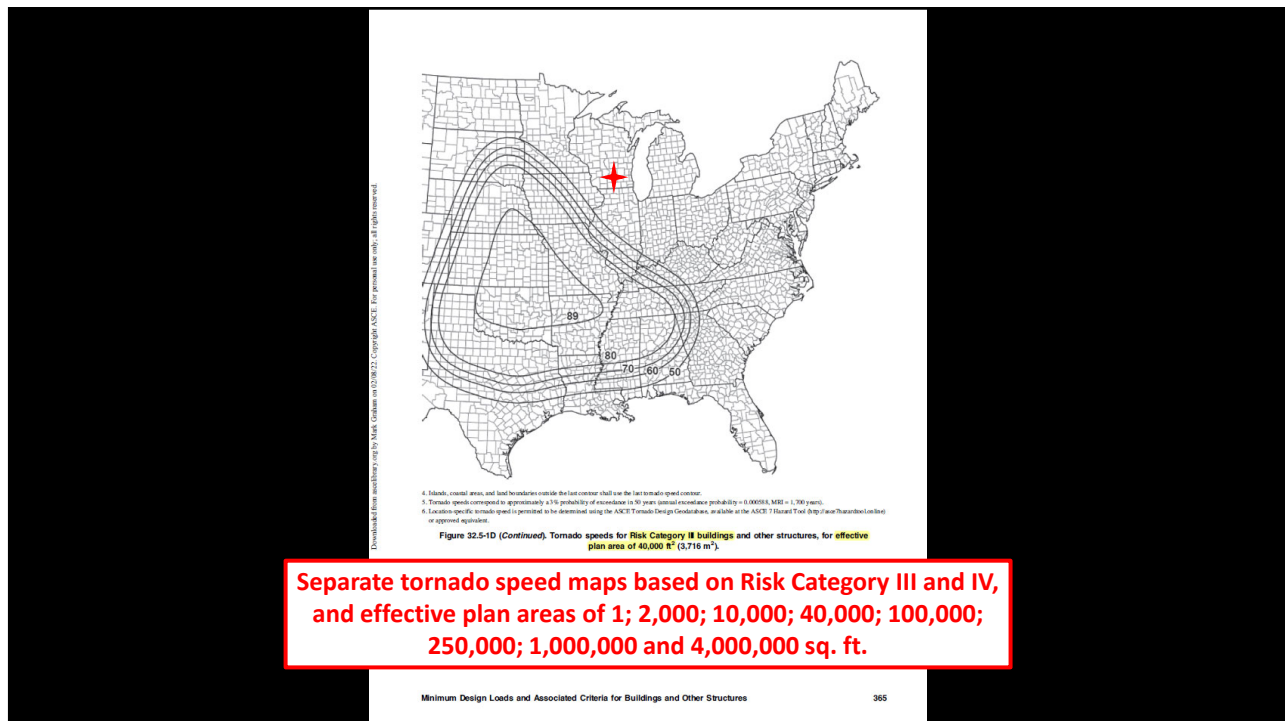 Downloaded from ascelibrary.org by Mark Graham on 02/08/22. Copyright ASCE. For personal use only; all rights reserved.
89
80
70
60
50
4. Islands, coastal areas, and land boundaries outside the last contour shall use the last tornado speed contour.
5. Tornado speeds correspond to approximately a 3% probability of exceedance in 50 years (annual exceedance probability = 0.000588, MRI = 1,700 years).
6. Location-specific tornado speed is permitted to be determined using the ASCE Tornado Design Geodatabase, available at the ASCE 7 Hazard Tool (http://asce7hazardtool.online)
or approved equivalent.
Figure 32.5-1D (Continued). Tornado speeds for Risk Category III buildings and other structures, for effective
plan area of 40,000 ft² (3,716 m²).
Separate tornado speed maps based on Risk Category III and IV,
and effective plan areas of 1; 2,000; 10,000; 40,000; 100,000;
250,000; 1,000,000 and 4,000,000 sq. ft.
Minimum Design Loads and Associated Criteria for Buildings and Other Structures 365